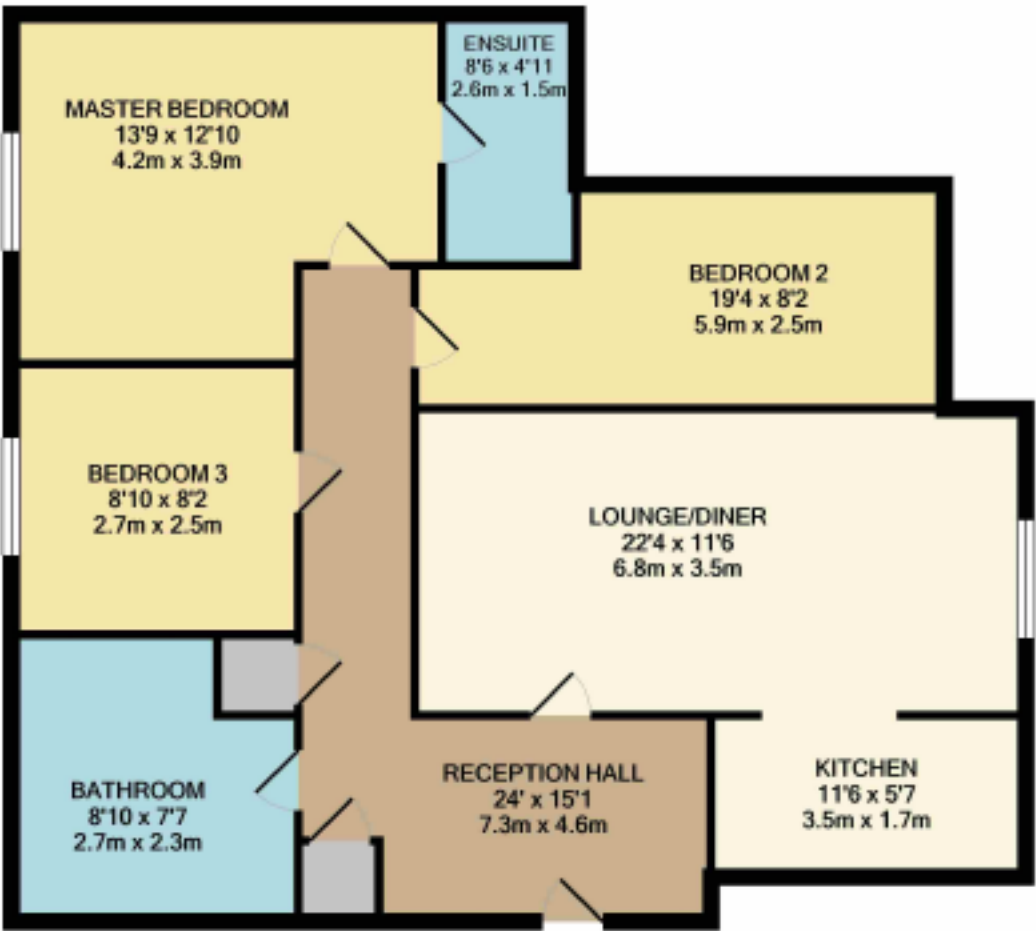 ENSUITE
8'6 x 4'11
2.6m x 1.5m
MASTER BEDROOM
13'9 x 12'10
4.2m x 3.9m
BEDROOM 2
19'4 x 8'2
5.9m x 2.5m
BEDROOM 3
8'10 x 8'2
2.7m x 2.5m
LOUNGE/DINER
22'4 x 11'6
6.8m x 3.5m
BATHROOM
8'10 x 7'7
2.7m x 2.3m
RECEPTION HALL
24' x 15'1
7.3m x 4.6m
KITCHEN
11'6 x 5'7
3.5m x 1.7m